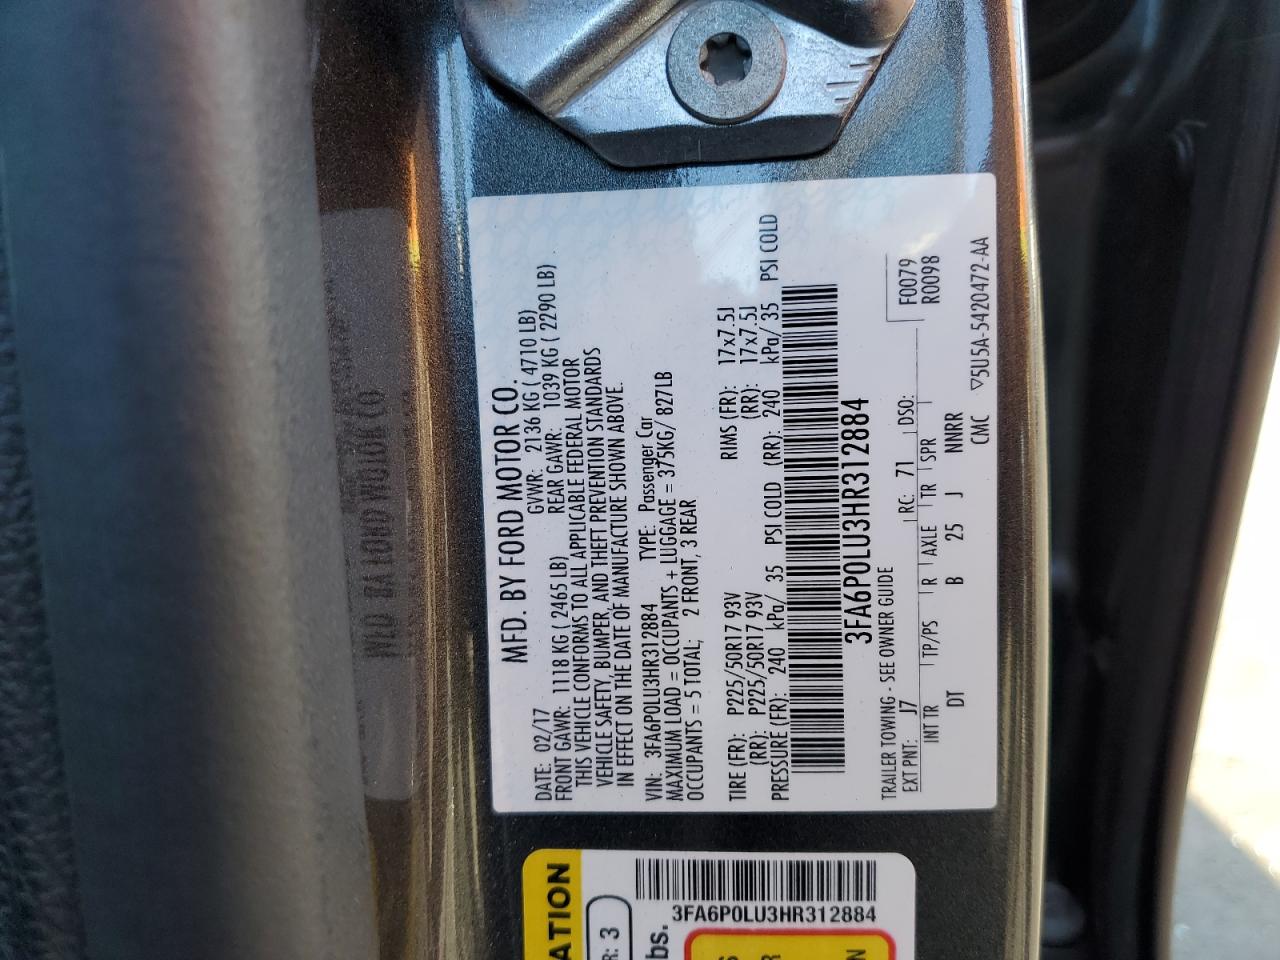 MFD. BY FORD MOTOR CO.
DATE: 02/17 GVWR: 2136 KG ( 4710 LB)
FRONT GAWR: 1118 KG ( 2465 LB) REAR GAWR: 1039 KG ( 2290 LB)
THIS VEHICLE CONFORMS TO ALL APPLICABLE FEDERAL MOTOR
VEHICLE SAFETY, BUMPER, AND THEFT PREVENTION STANDARDS
IN EFFECT ON THE DATE OF MANUFACTURE SHOWN ABOVE.
VIN: 3FA6P0LU3HR312884 TYPE: Passenger Car
MAXIMUM LOAD = OCCUPANTS + LUGGAGE = 375KG/ 827LB
OCCUPANTS = 5 TOTAL; 2 FRONT, 3 REAR
TIRE (FR): P225/50R17 93V RIMS (FR): 17x7.5J
(RR): P225/50R17 93V (RR): 17x7.5J
PRESSURE (FR): 240 kPa/ 35 PSI COLD (RR): 240 kPa/ 35 PSI COLD
3FA6P0LU3HR312884
TRAILER TOWING - SEE OWNER GUIDE F0079
EXT PNT: J7 RC: 71 DSO: R0098
INT TR TP/PS R AXLE TR SPR
DT B 25 J NNRR
CMC ▽5U5A-5420472-AA
ATION
R: 3
bs.
3FA6P0LU3HR312884